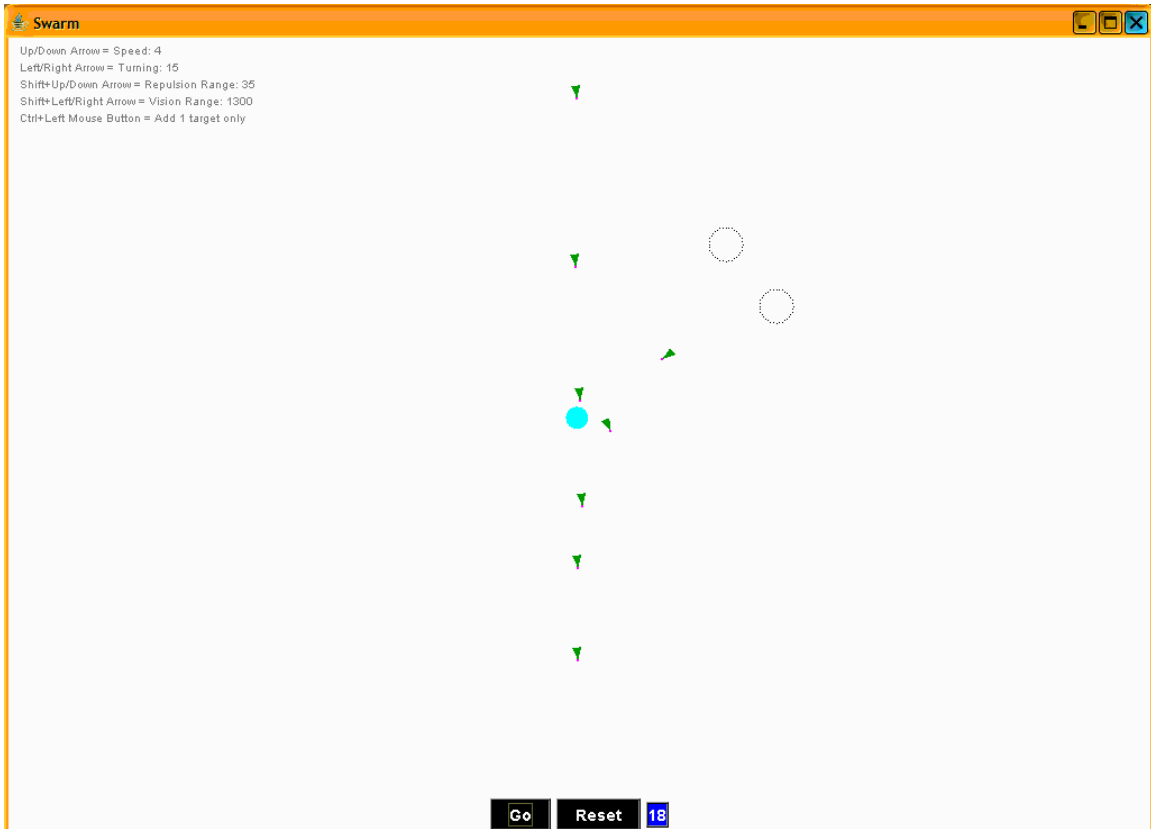 Swarm
Up/Down Arrow = Speed: 4
Left/Right Arrow = Turning: 15
Shift+Up/Down Arrow = Repulsion Range: 35
Shift+Left/Right Arrow = Vision Range: 1300
Ctrl+Left Mouse Button = Add 1 target only
Go Reset 18